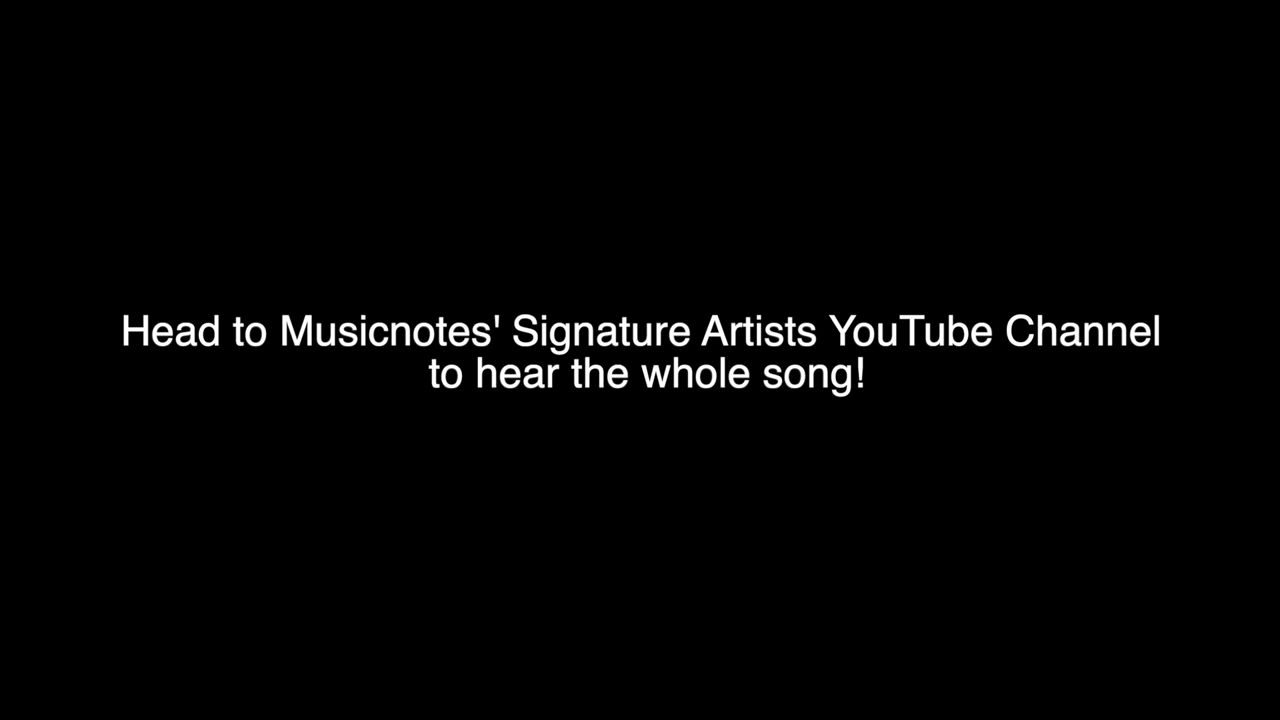 Head to Musicnotes' Signature Artists YouTube Channel
to hear the whole song!